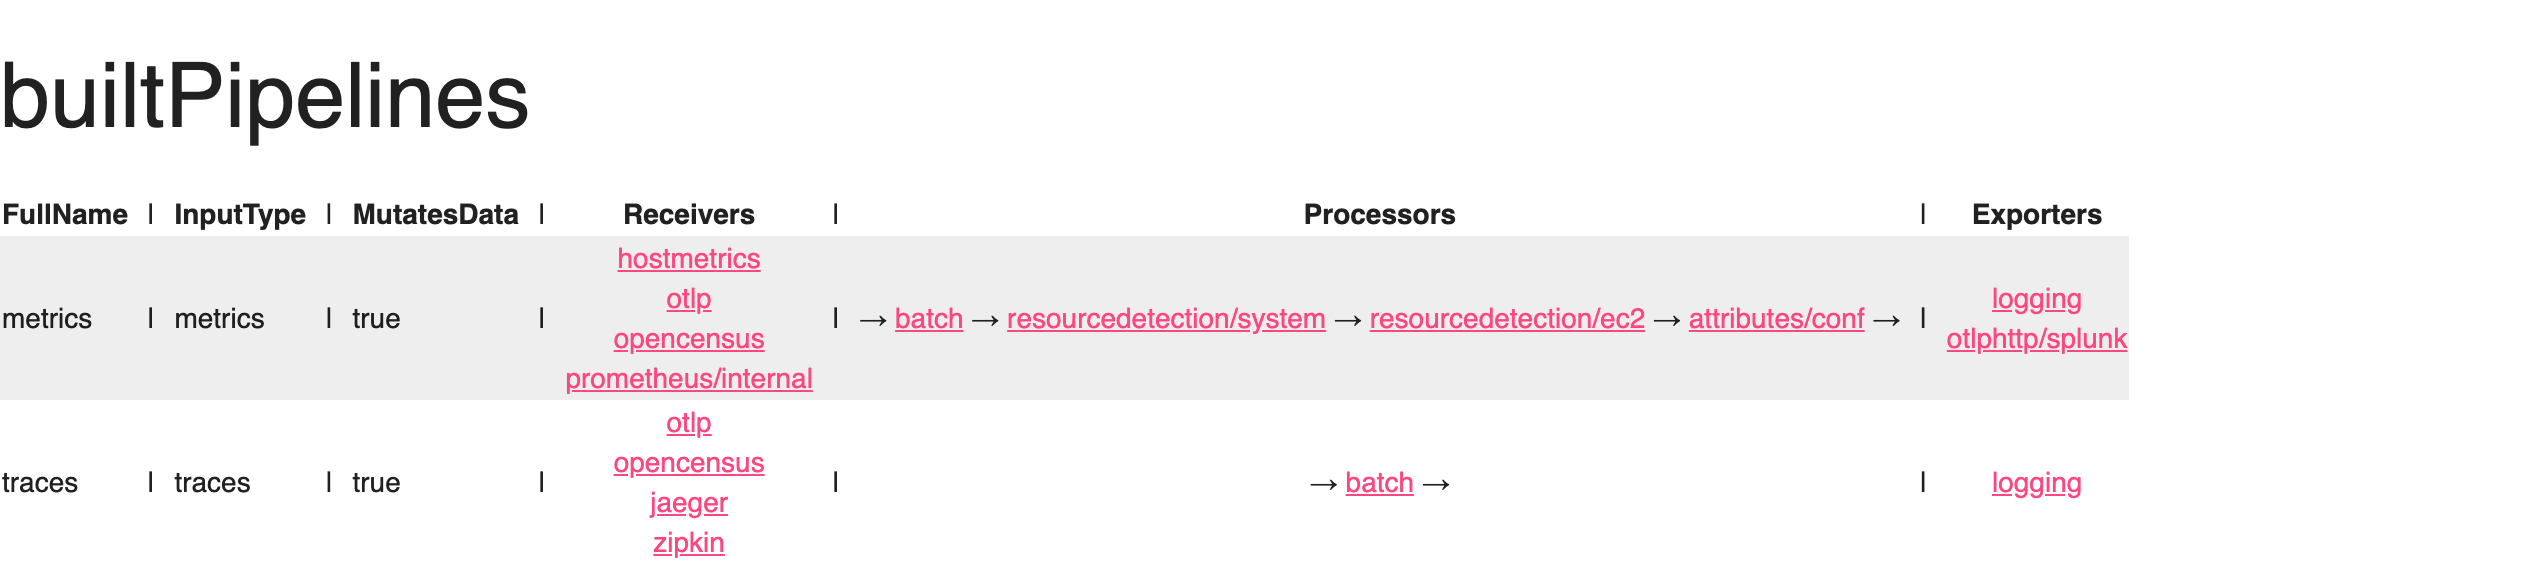 builtPipelines
FullName | InputType | MutatesData | Receivers | Processors | Exporters
metrics | metrics | true | hostmetrics
otlp
opencensus
prometheus/internal | → batch → resourcedetection/system → resourcedetection/ec2 → attributes/conf → | logging
otlphttp/splunk
traces | traces | true | otlp
opencensus
jaeger
zipkin | → batch → | logging